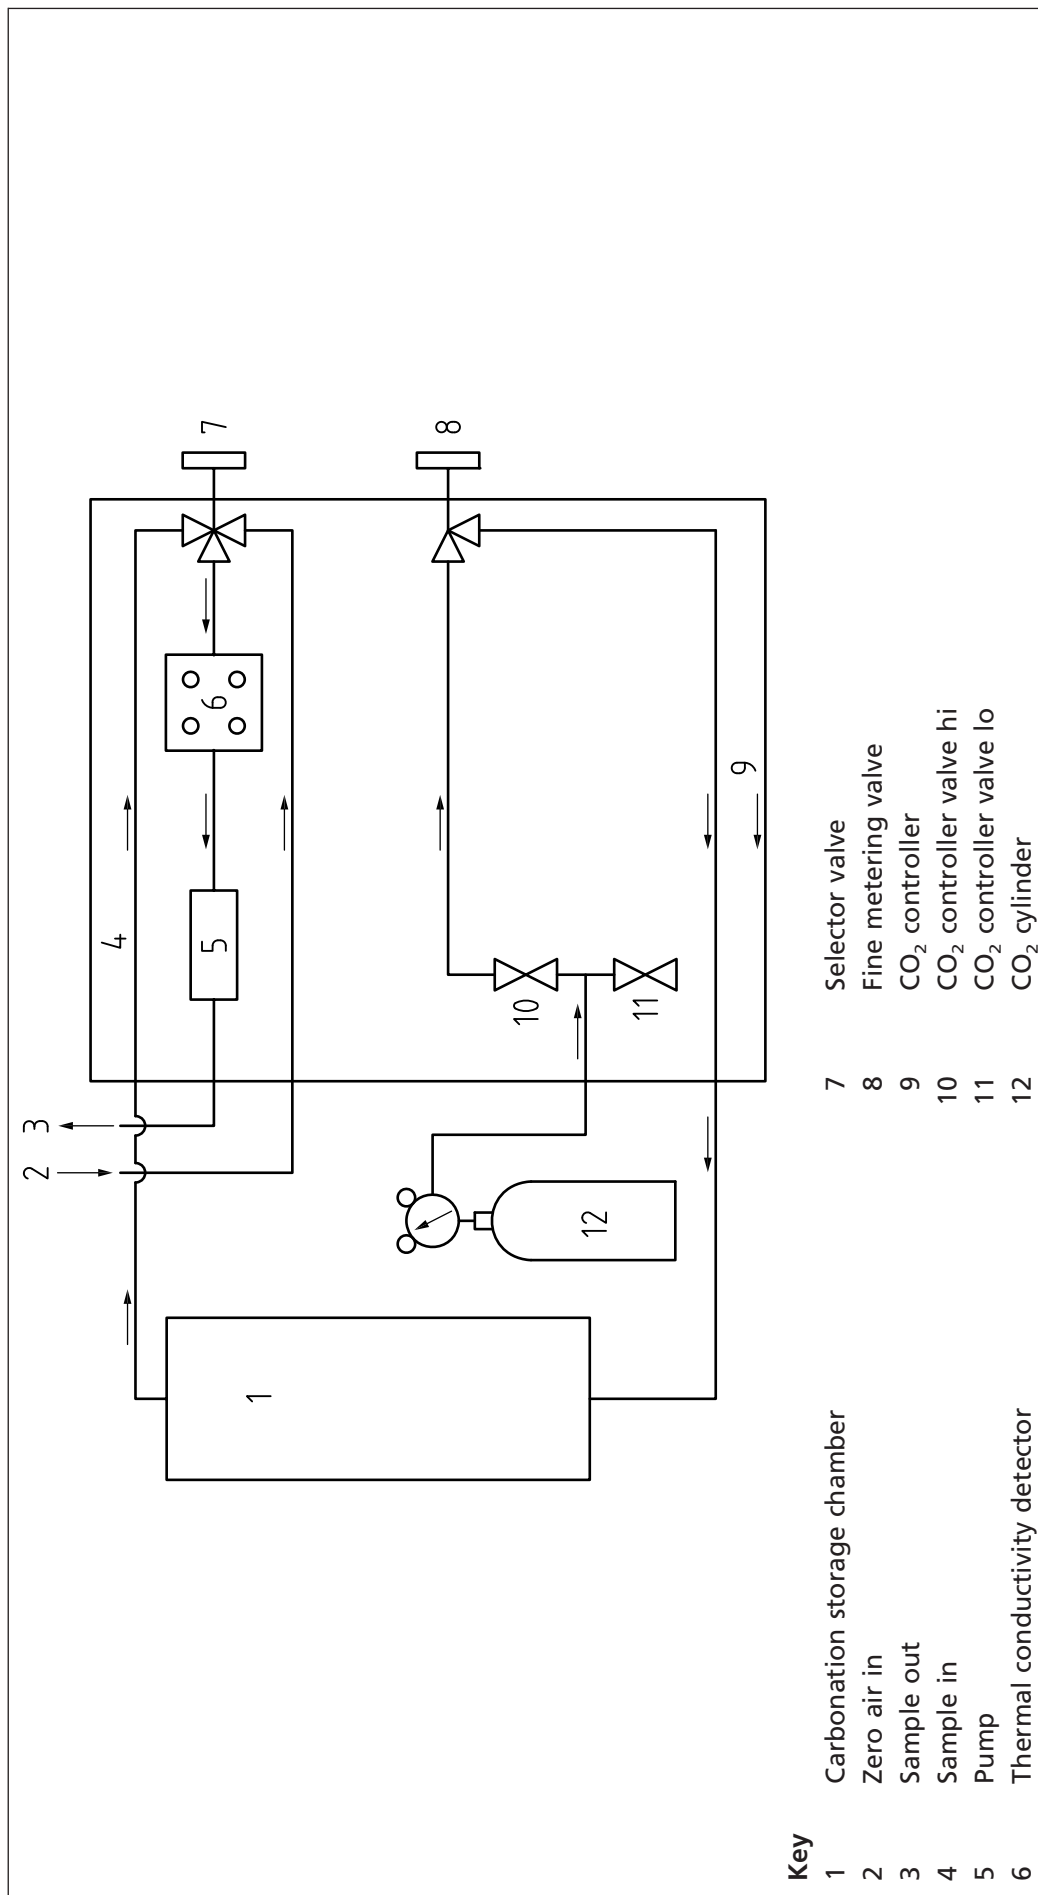 1
2
3
4
5
6
7
8
9
10
11
12
Key
1 Carbonation storage chamber
2 Zero air in
3 Sample out
4 Sample in
5 Pump
6 Thermal conductivity detector
7 Selector valve
8 Fine metering valve
9 CO₂ controller
10 CO₂ controller valve hi
11 CO₂ controller valve lo
12 CO₂ cylinder